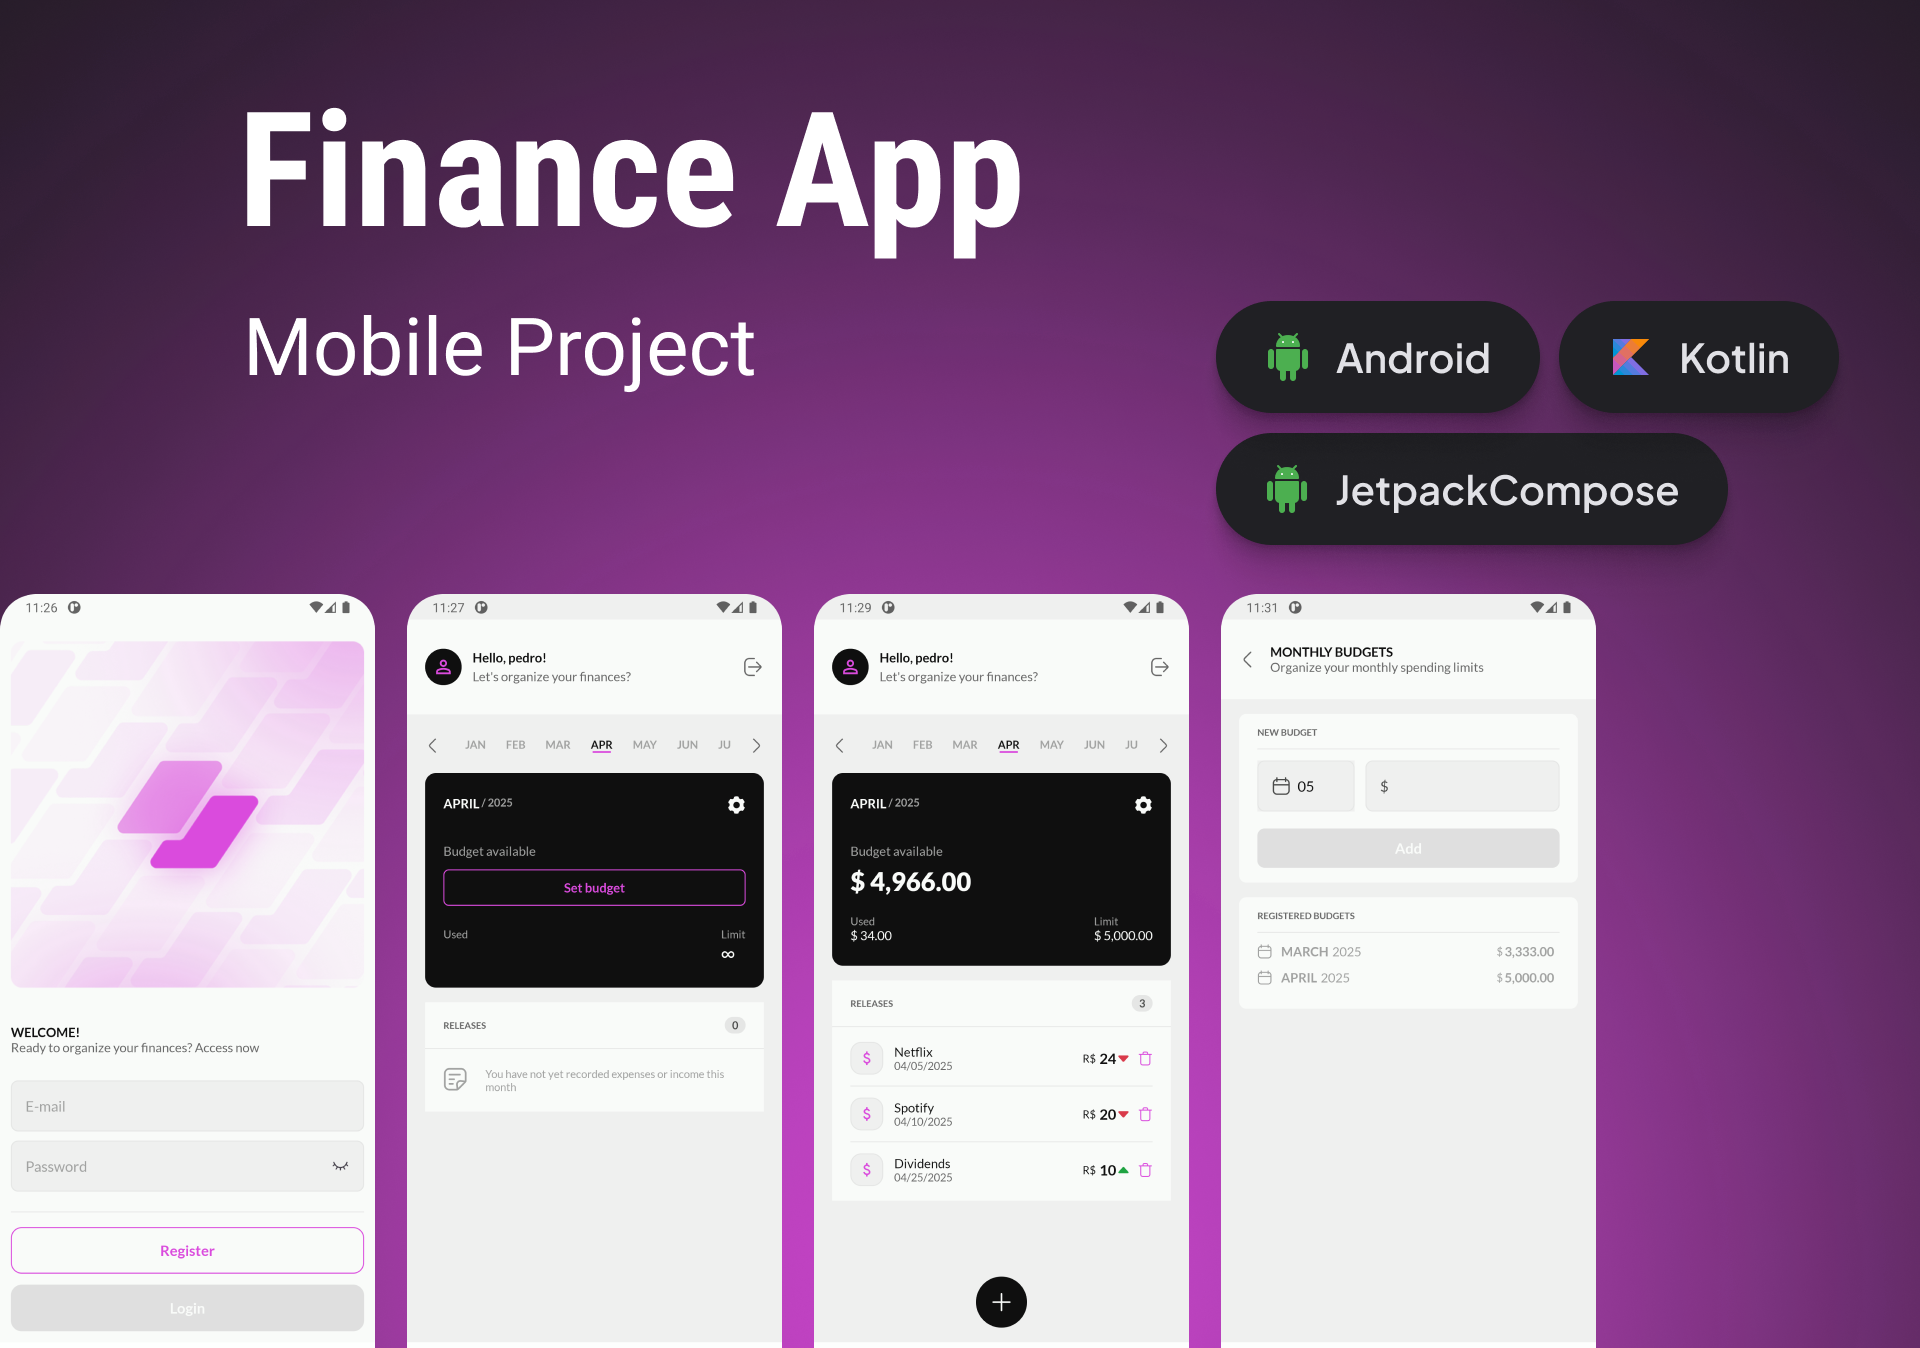 Finance App
Mobile Project
Android
Kotlin
JetpackCompose
11:26
WELCOME!
Ready to organize your finances? Access now
E-mail
Password
Register
Login
11:27
Hello, pedro!
Let's organize your finances?
JAN FEB MAR APR MAY JUN JU
APRIL / 2025
Budget available
Set budget
Used Limit
∞
RELEASES 0
You have not yet recorded expenses or income this
month
11:29
Hello, pedro!
Let's organize your finances?
JAN FEB MAR APR MAY JUN JU
APRIL / 2025
Budget available
$ 4,966.00
Used Limit
$ 34.00 $ 5,000.00
RELEASES 3
$ Netflix R$ 24
04/05/2025
$ Spotify R$ 20
04/10/2025
$ Dividends R$ 10
04/25/2025
11:31
MONTHLY BUDGETS
Organize your monthly spending limits
NEW BUDGET
05 $
Add
REGISTERED BUDGETS
MARCH 2025 $ 3,333.00
APRIL 2025 $ 5,000.00